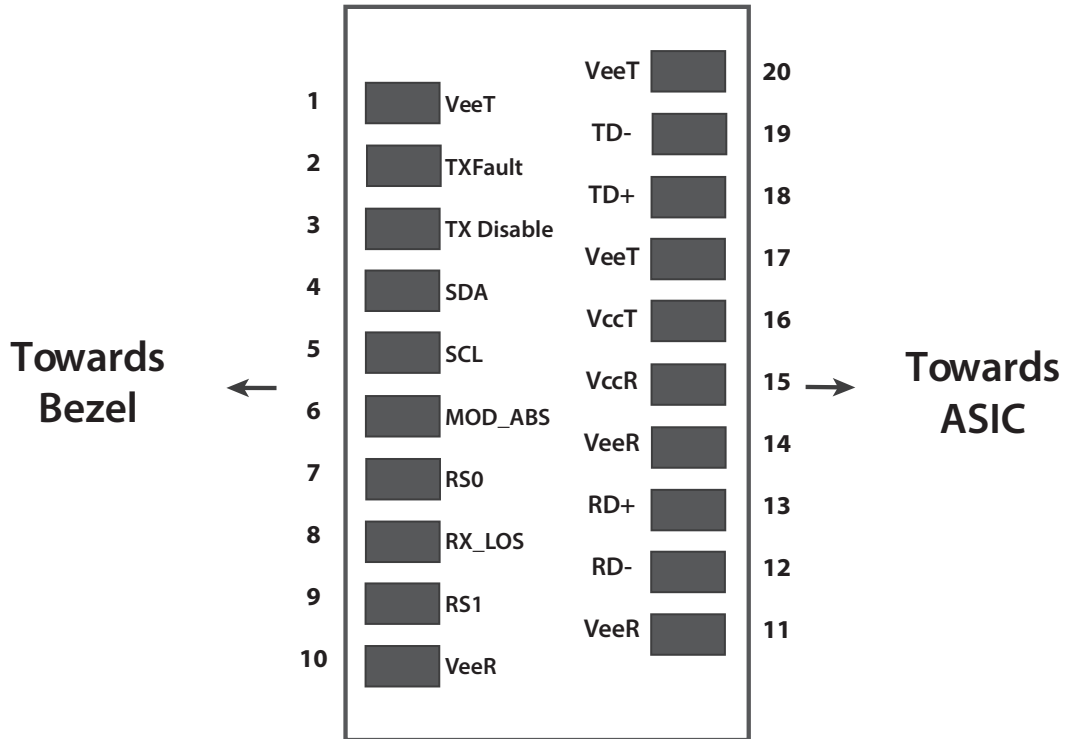 VeeT 20
1 VeeT
TD- 19
2 TXFault
TD+ 18
3 TX Disable
VeeT 17
4 SDA
VccT 16
5 SCL
VccR 15
6 MOD_ABS
VeeR 14
7 RS0
RD+ 13
8 RX_LOS
RD- 12
9 RS1
VeeR 11
10 VeeR
Towards
Bezel
Towards
ASIC